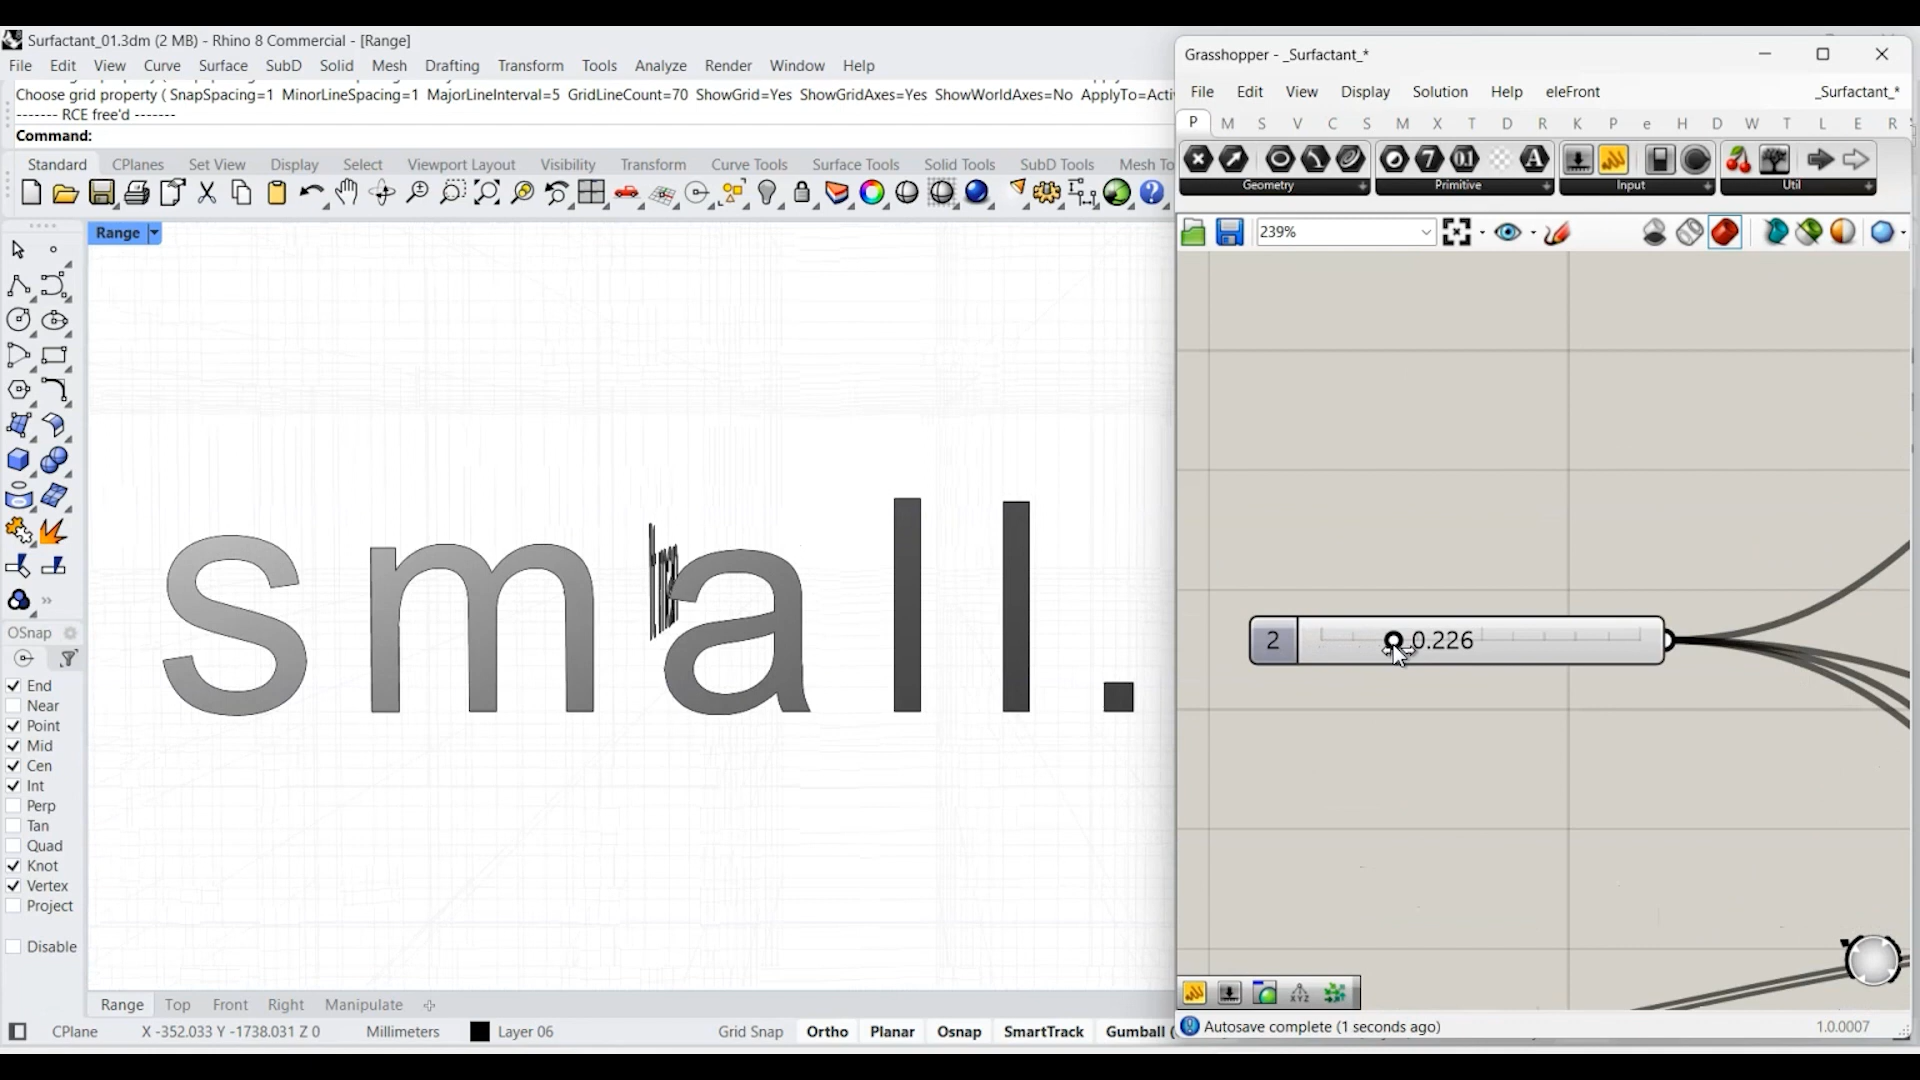 Surfactant_01.3dm (2 MB) - Rhino 8 Commercial - [Range]
File Edit View Curve Surface SubD Solid Mesh Drafting Transform Tools Analyze Render Window Help
Choose grid property ( SnapSpacing=1 MinorLineSpacing=1 MajorLineInterval=5 GridLineCount=70 ShowGrid=Yes ShowGridAxes=Yes ShowWorldAxes=No ApplyTo=Acti
------- RCE free'd -------
Command:
Standard CPlanes Set View Display Select Viewport Layout Visibility Transform Curve Tools Surface Tools Solid Tools SubD Tools Mesh To
Range
small.
OSnap
End
Near
Point
Mid
Cen
Int
Perp
Tan
Quad
Knot
Vertex
Project
Disable
Range Top Front Right Manipulate
CPlane X -352.033 Y -1738.031 Z 0 Millimeters Layer 06 Grid Snap Ortho Planar Osnap SmartTrack Gumball (
Grasshopper - _Surfactant_*
File Edit View Display Solution Help eleFront _Surfactant_*
P M S V C S M X T D R K P e H D W T L E R
Geometry Primitive Input Util
239%
2 0.226
Autosave complete (1 seconds ago) 1.0.0007